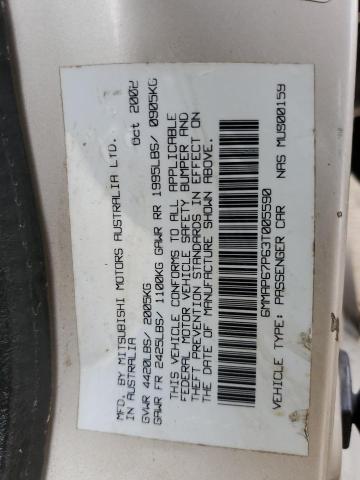 MFD. BY MITSUBISHI MOTORS AUSTRALIA LTD.
IN AUSTRALIA Oct 2002
GVWR 4420LBS/ 2005KG
GAWR FR 2425LBS/ 1100KG GAWR RR 1995LBS/ 0905KG
THIS VEHICLE CONFORMS TO ALL APPLICABLE
FEDERAL MOTOR VEHICLE SAFETY BUMPER AND
THEFT PREVENTION STANDARDS IN EFFECT ON
THE DATE OF MANUFACTURE SHOWN ABOVE.
6MMAP67P63T005590
VEHICLE TYPE: PASSENGER CAR NAS MU900159